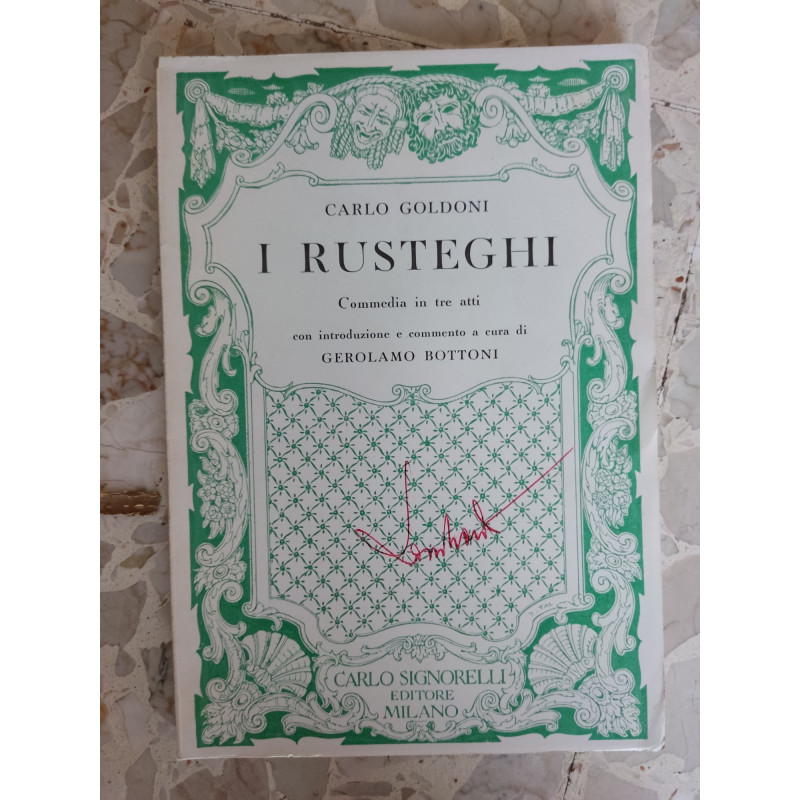 CARLO GOLDONI
I RUSTEGHI
Commedia in tre atti
con introduzione e commento a cura di
GEROLAMO BOTTONI
CARLO SIGNORELLI
EDITORE
MILANO